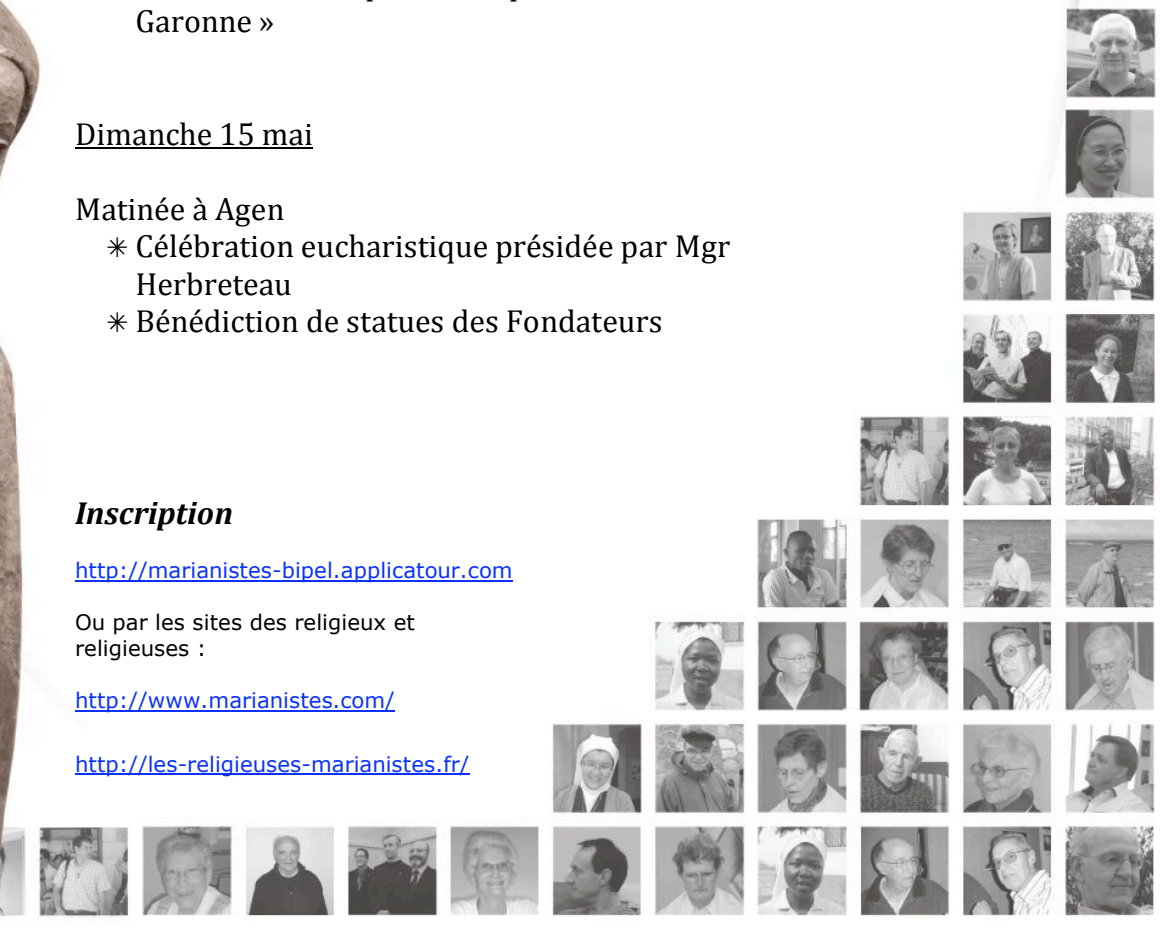 Garonne »
Dimanche 15 mai
Matinée à Agen
✳ Célébration eucharistique présidée par Mgr
Herbreteau
✳ Bénédiction de statues des Fondateurs
Inscription
http://marianistes-bipel.applicatour.com
Ou par les sites des religieux et
religieuses :
http://www.marianistes.com/
http://les-religieuses-marianistes.fr/